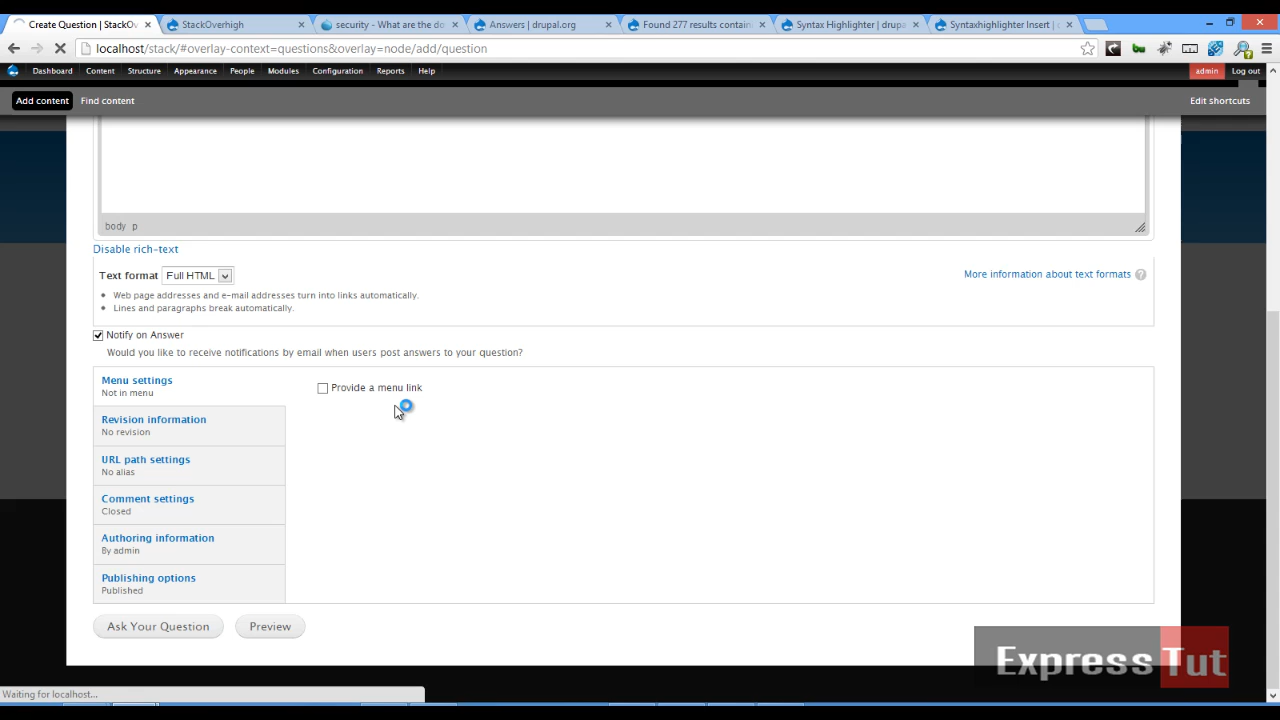 Create Question | StackOv
StackOverhigh
security - What are the do
Answers | drupal.org
Found 277 results contain
Syntax Highlighter | drupa
Syntaxhighlighter Insert |
localhost/stack/#overlay-context=questions&overlay=node/add/question
Dashboard Content Structure Appearance People Modules Configuration Reports Help admin Log out
Add content Find content Edit shortcuts
body p
Disable rich-text
Text format Full HTML More information about text formats ?
Web page addresses and e-mail addresses turn into links automatically.
Lines and paragraphs break automatically.
Notify on Answer
Would you like to receive notifications by email when users post answers to your question?
Menu settings
Not in menu
Provide a menu link
Revision information
No revision
URL path settings
No alias
Comment settings
Closed
Authoring information
By admin
Publishing options
Published
Ask Your Question Preview
Express Tut
Waiting for localhost...